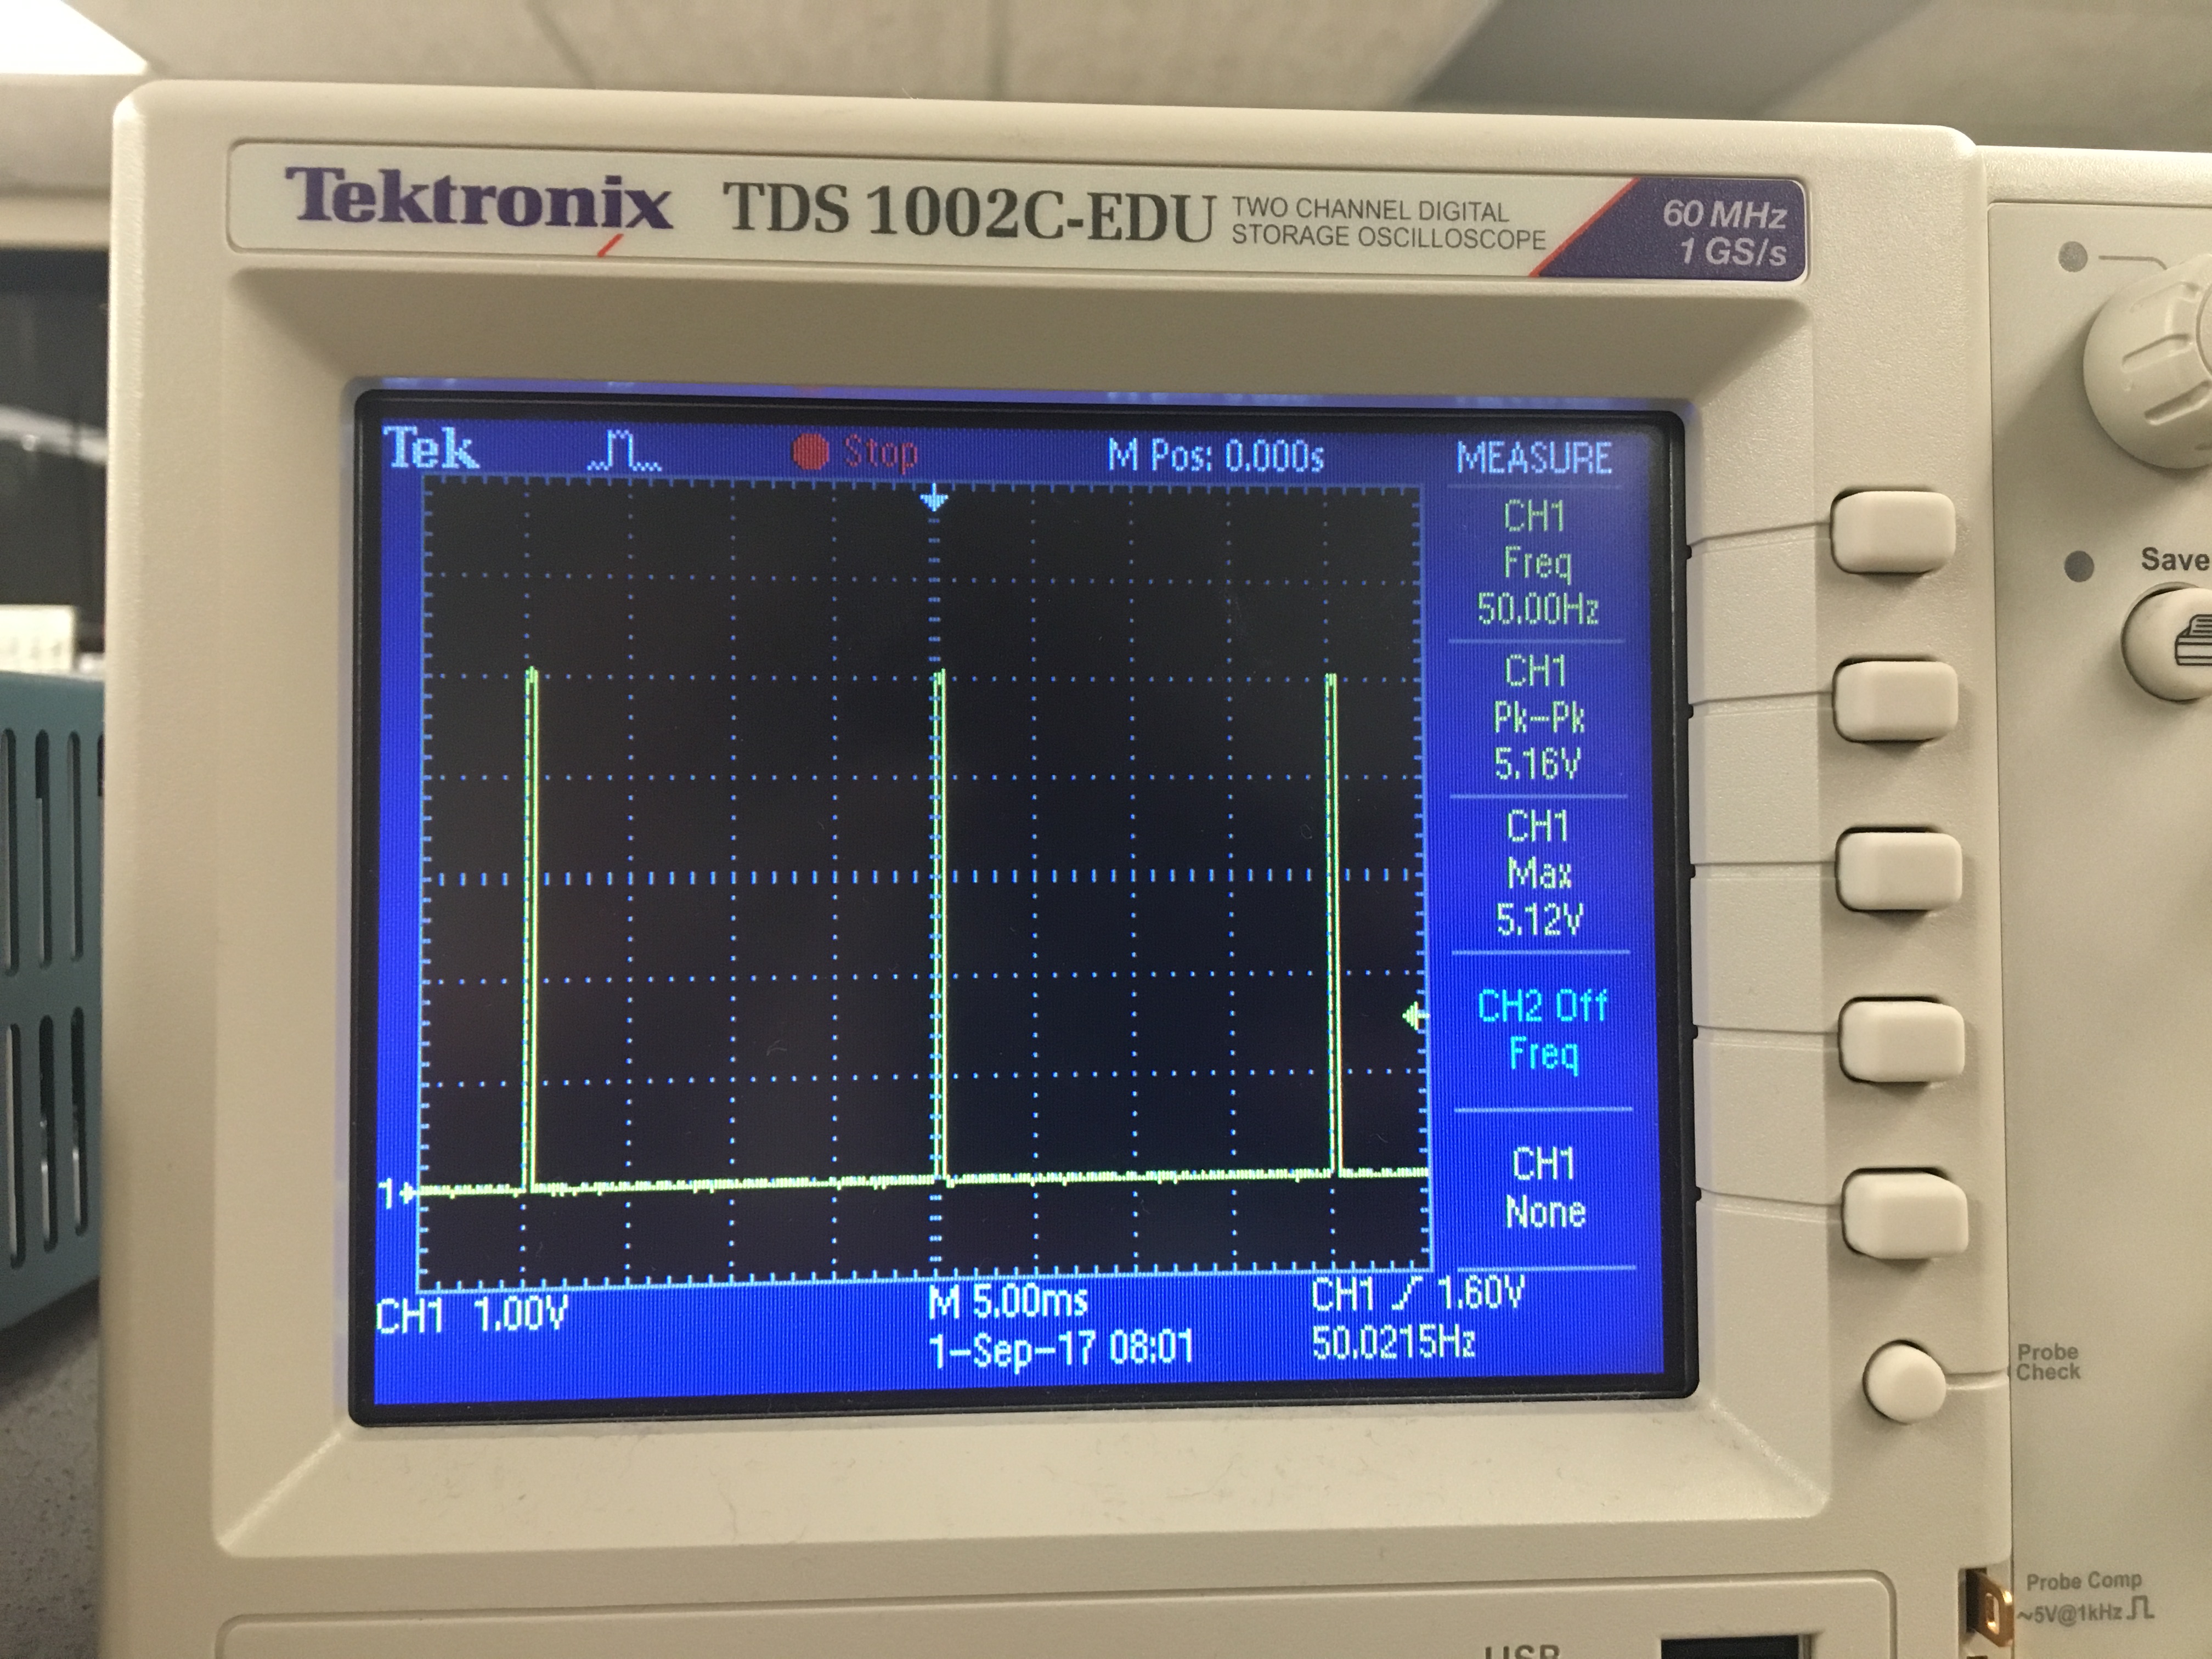 Tektronix TDS 1002C-EDU TWO CHANNEL DIGITAL STORAGE OSCILLOSCOPE
60 MHz
1 GS/s
Tek Stop M Pos: 0.000s MEASURE
CH1
Freq
50.00Hz
CH1
Pk-Pk
5.16V
CH1
Max
5.12V
CH2 Off
Freq
CH1
None
1
CH1 1.00V M 5.00ms CH1 1.60V
1-Sep-17 08:01 50.0215Hz
Save
Probe
Check
Probe Comp
~5V@1kHz
USB